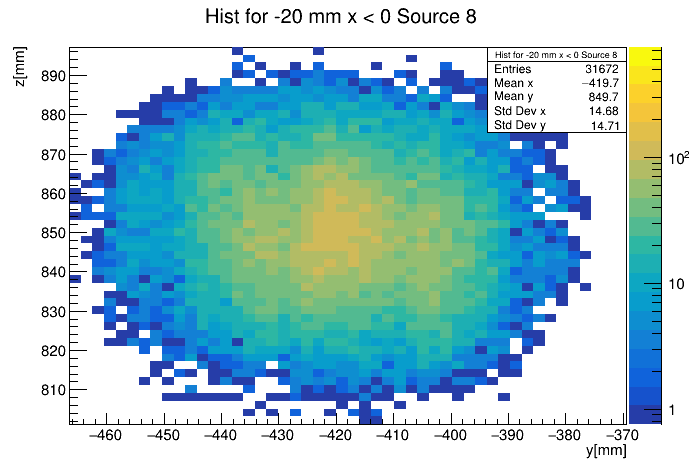 Hist for -20 mm x < 0 Source 8
z[mm]
Hist for -20 mm x < 0 Source 8
Entries 31672
Mean x −419.7
Mean y 849.7
Std Dev x 14.68
Std Dev y 14.71
890
880
870
860
850
840
830
820
810
10²
10
1
−460 −450 −440 −430 −420 −410 −400 −390 −380 −370
y[mm]